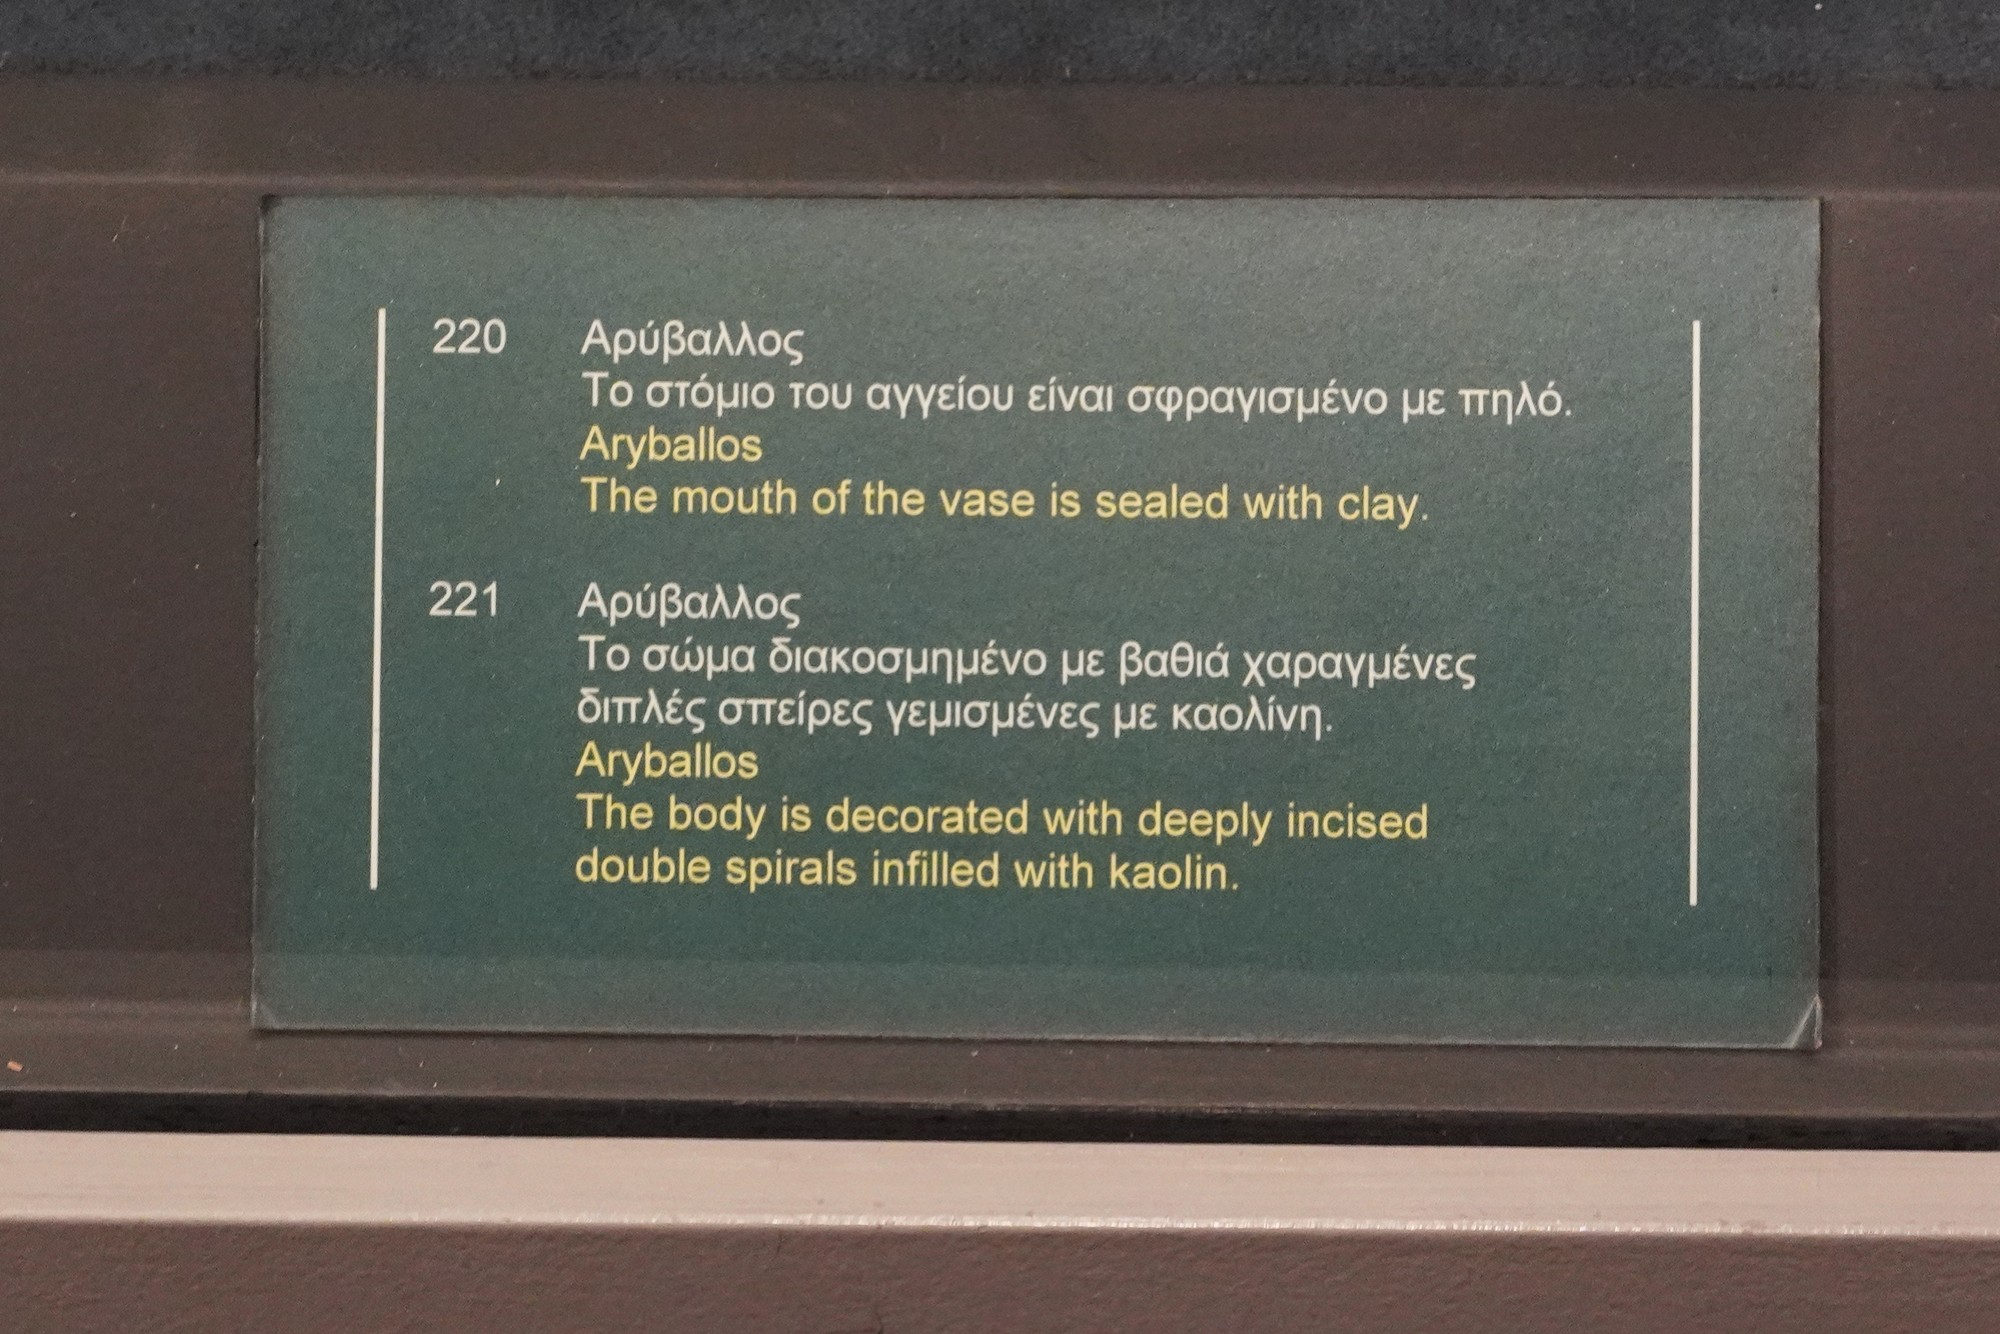 220 Αρύβαλλος
Το στόμιο του αγγείου είναι σφραγισμένο με πηλό.
Aryballos
The mouth of the vase is sealed with clay.
221 Αρύβαλλος
Το σώμα διακοσμημένο με βαθιά χαραγμένες
διπλές σπείρες γεμισμένες με καολίνη.
Aryballos
The body is decorated with deeply incised
double spirals infilled with kaolin.